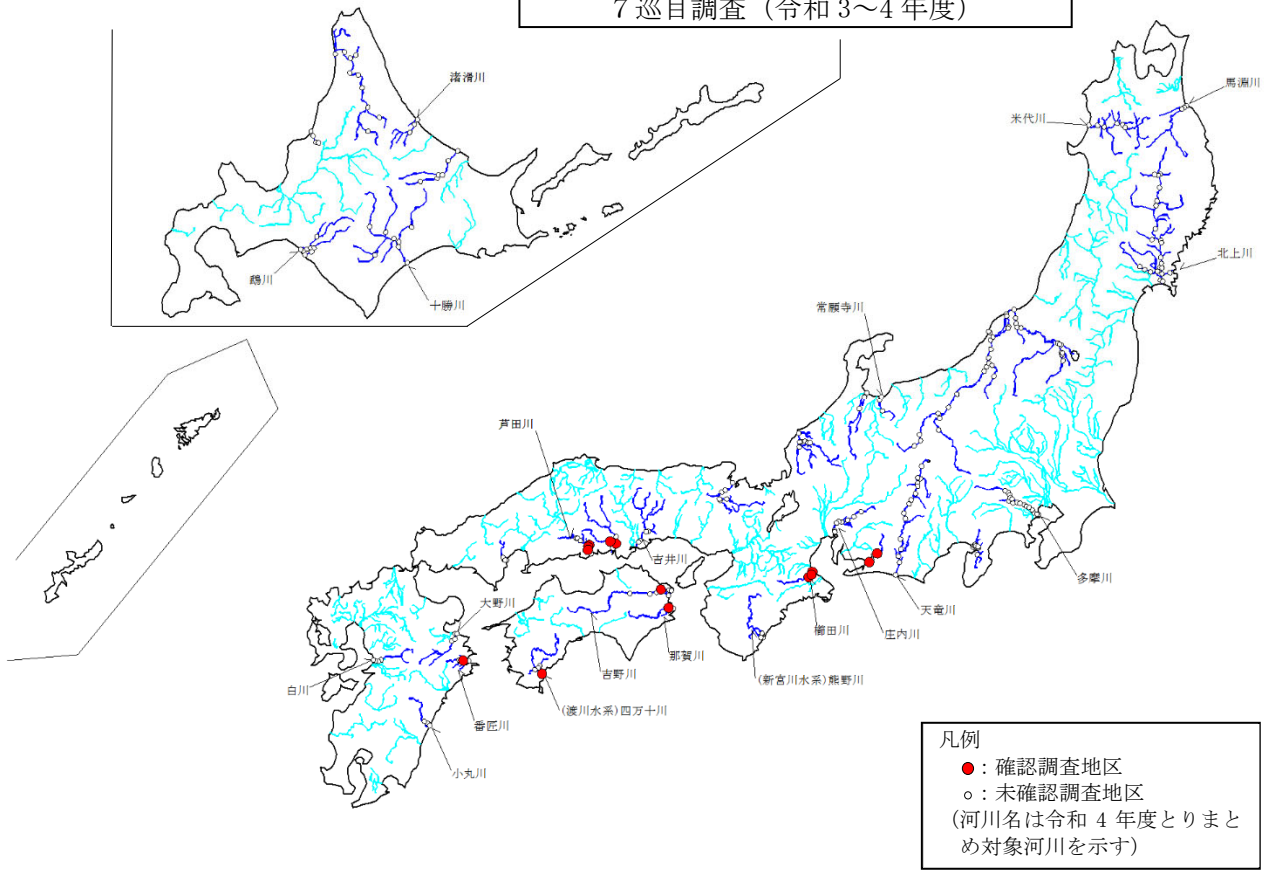 7巡目調査（令和3～4年度）
渚滑川
馬淵川
米代川
北上川
鵡川
十勝川
常願寺川
芦田川
吉井川
多摩川
天竜川
庄内川
櫛田川
大野川
那賀川
(新宮川水系)熊野川
吉野川
白川
(渡川水系)四万十川
番匠川
小丸川
凡例
●：確認調査地区
○：未確認調査地区
(河川名は令和 4 年度とりまと
め対象河川を示す)